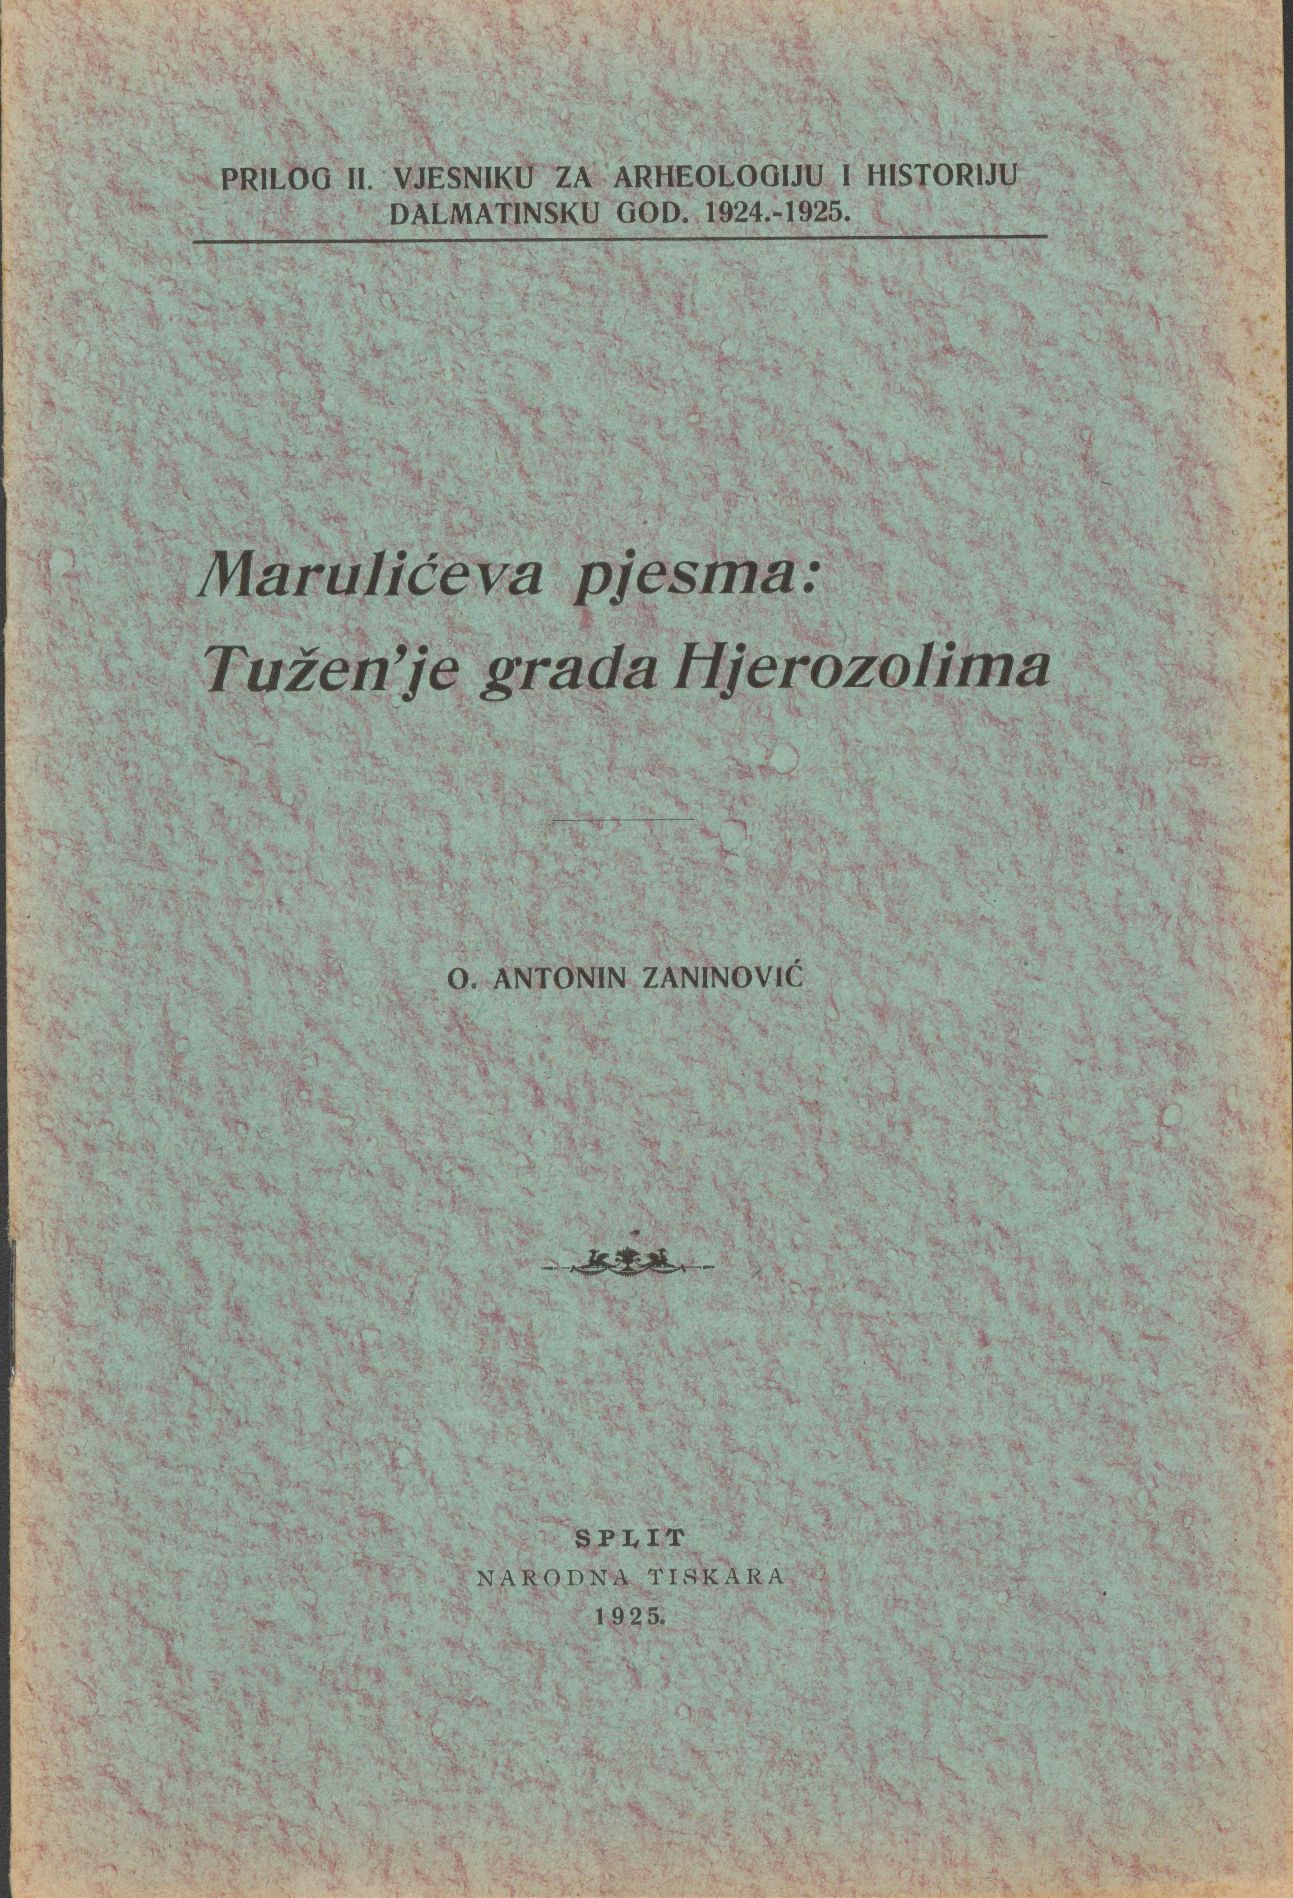 PRILOG II. VJESNIKU ZA ARHEOLOGIJU I HISTORIJU
DALMATINSKU GOD. 1924.-1925.
Marulićeva pjesma:
Tužen’je grada Hjerozolima
O. ANTONIN ZANINOVIĆ
SPLIT
NARODNA TISKARA
1925.